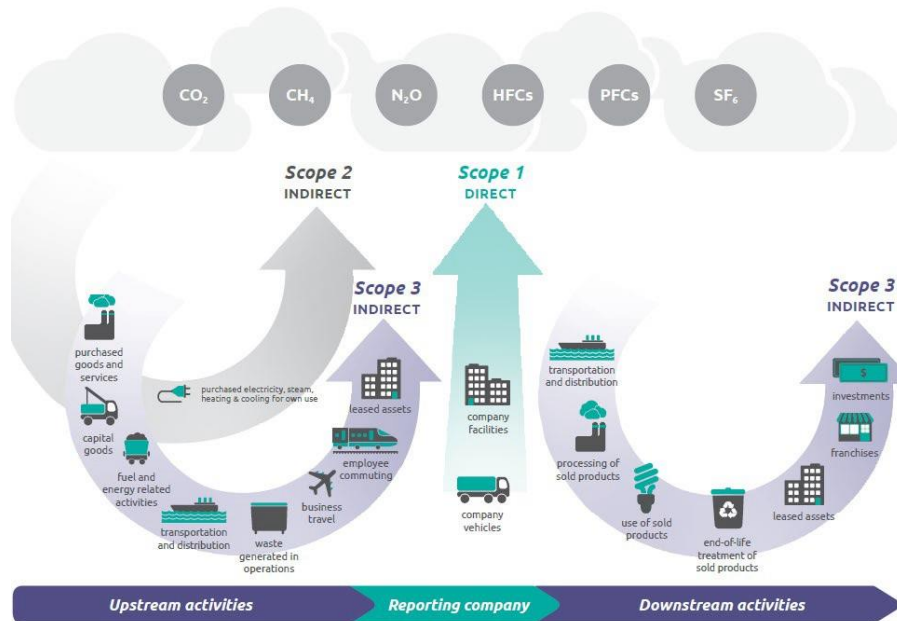 CO₂
CH₄
N₂O
HFCs
PFCs
SF₆
Scope 2
INDIRECT
Scope 1
DIRECT
Scope 3
INDIRECT
Scope 3
INDIRECT
purchased
goods and
services
capital
goods
fuel and
energy related
activities
transportation
and distribution
waste
generated in
operations
business
travel
employee
commuting
leased assets
purchased electricity, steam,
heating & cooling for own use
company
facilities
company
vehicles
transportation
and distribution
processing of
sold products
use of sold
products
end-of-life
treatment of
sold products
leased assets
franchises
investments
$
Upstream activities
Reporting company
Downstream activities